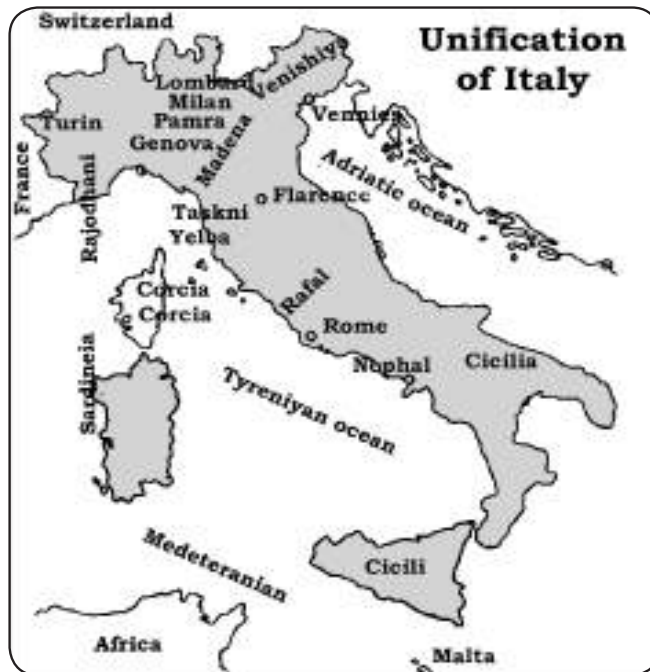 Switzerland
Unification
of Italy
Lombard
Venishiya
Milan
Turin
Pamra
Vennies
Genova
Madena
France
Rajodhani
Adriatic ocean
Flarence
Taskni
Yelba
Corcia
Corcia
Rafal
Rome
Nophal
Cicilia
Sardineia
Tyreniyan ocean
Medeteranian
Cicili
Africa
Malta